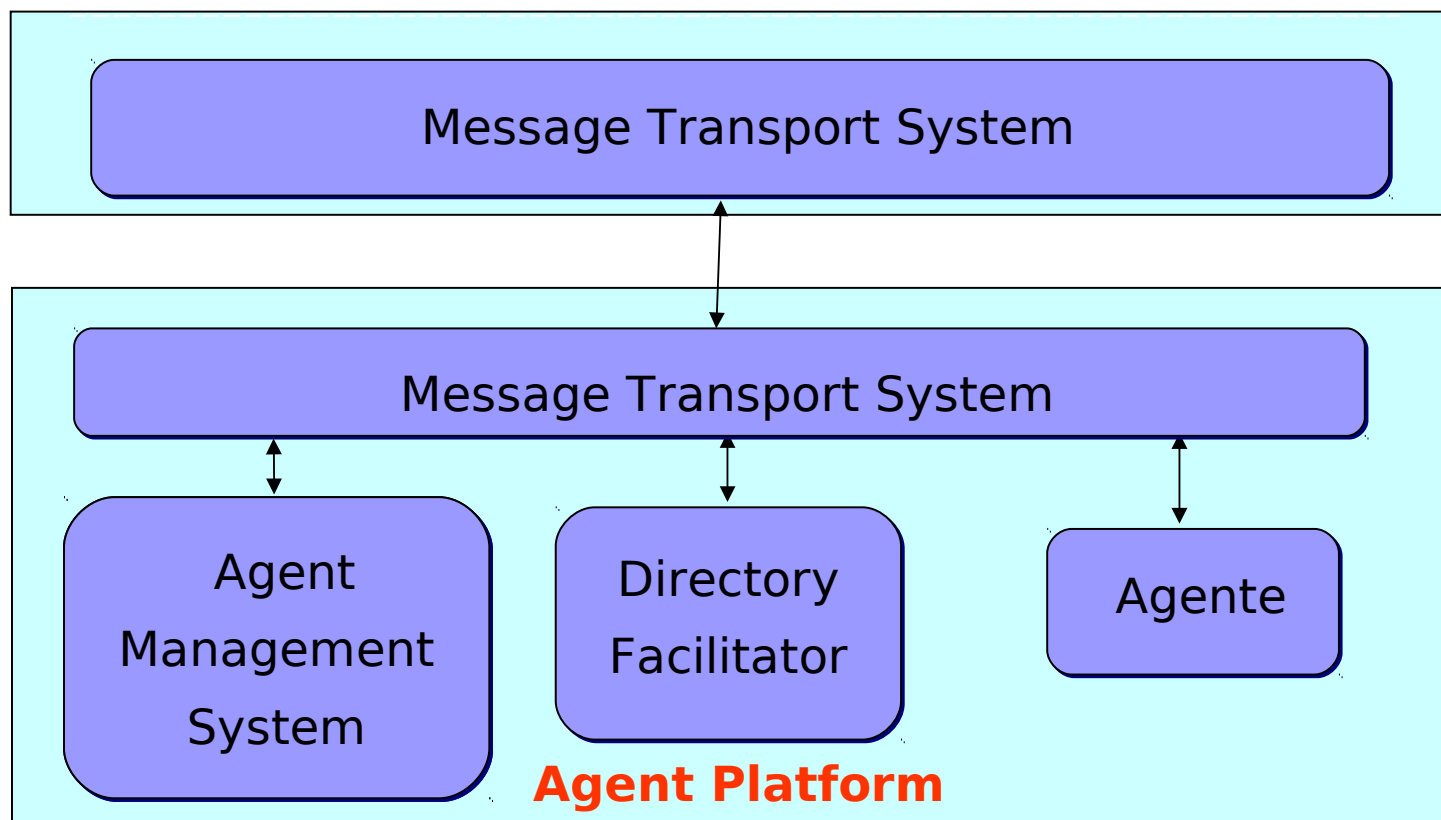 Message Transport System
Message Transport System
Agent
Management
System
Directory
Facilitator
Agente
Agent Platform